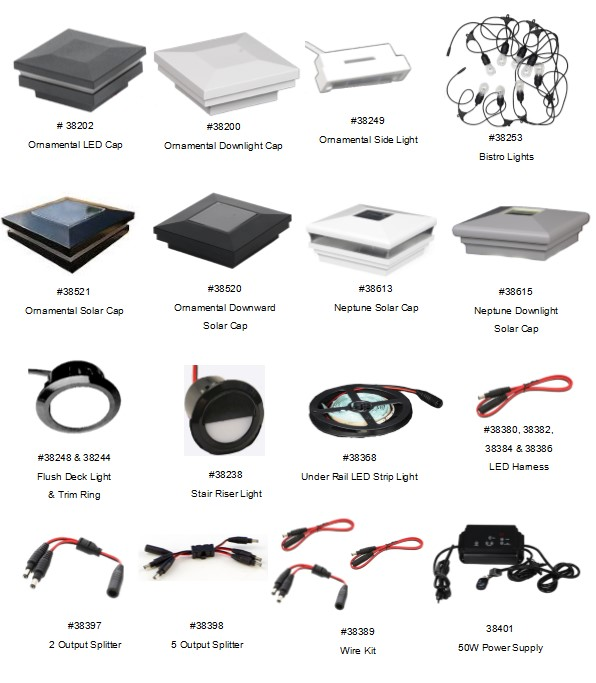 # 38202
Ornamental LED Cap
#38200
Ornamental Downlight Cap
#38249
Ornamental Side Light
#38253
Bistro Lights
#38521
Ornamental Solar Cap
#38520
Ornamental Downward
Solar Cap
#38613
Neptune Solar Cap
#38615
Neptune Downlight
Solar Cap
#38248 & 38244
Flush Deck Light
& Trim Ring
#38238
Stair Riser Light
#38368
Under Rail LED Strip Light
#38380, 38382,
38384 & 38386
LED Harness
#38397
2 Output Splitter
#38398
5 Output Splitter
#38389
Wire Kit
38401
50W Power Supply